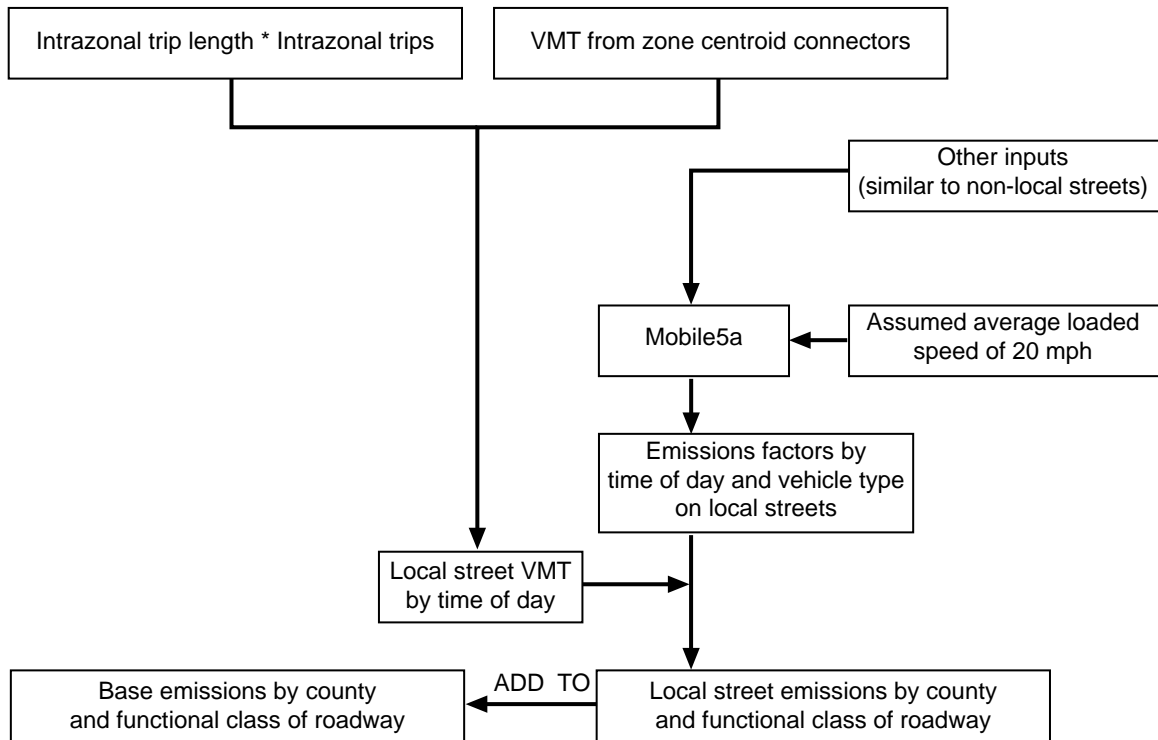 Intrazonal trip length * Intrazonal trips
VMT from zone centroid connectors
Other inputs
(similar to non-local streets)
Mobile5a
Assumed average loaded
speed of 20 mph
Emissions factors by
time of day and vehicle type
on local streets
Local street VMT
by time of day
Base emissions by county
and functional class of roadway
ADD TO
Local street emissions by county
and functional class of roadway